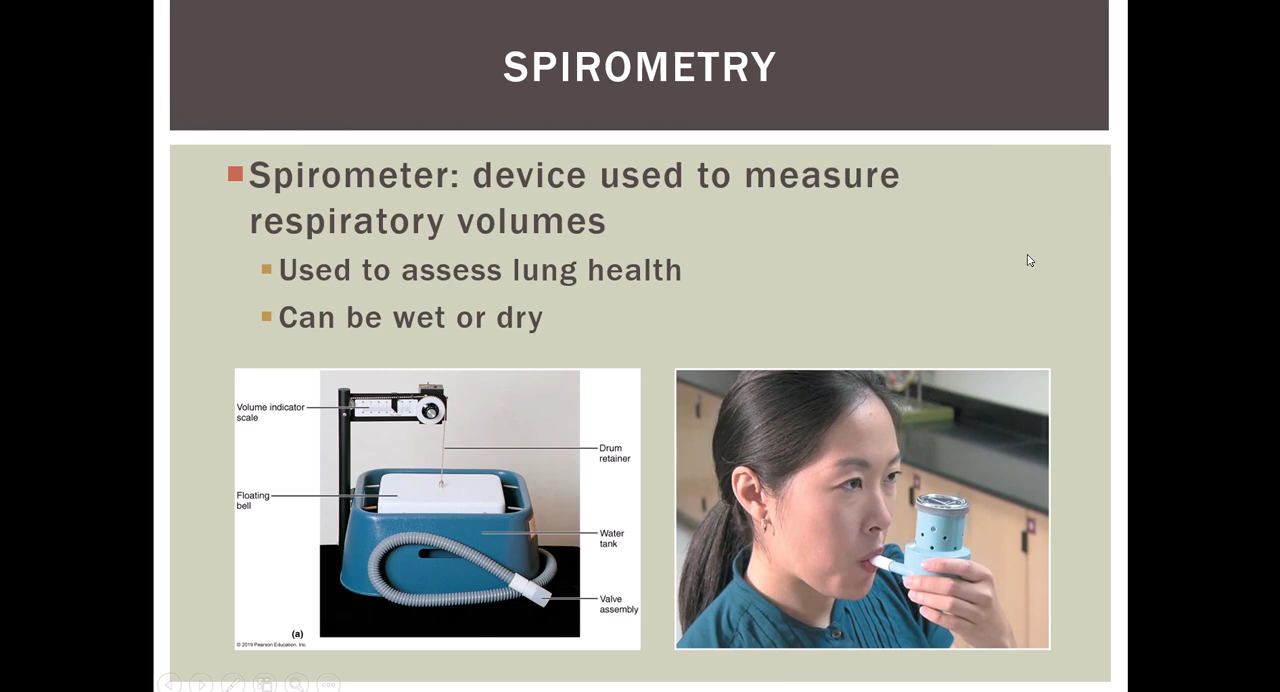 SPIROMETRY
Spirometer: device used to measure
respiratory volumes
Used to assess lung health
Can be wet or dry
Volume indicator
scale
Drum
retainer
Floating
bell
Water
tank
Valve
assembly
(a)
© 2019 Pearson Education, Inc.